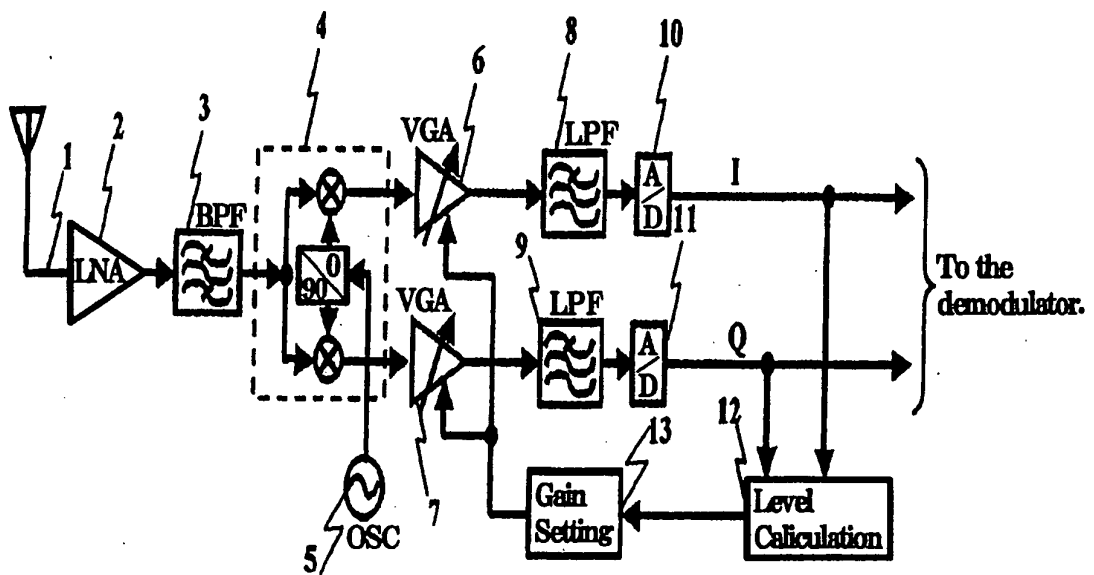 4
8
10
6
3
2
VGA
LPF
1
A
D
I
BPF
11
LNA
0
90
9
To the
demodulator.
VGA
LPF
A
D
Q
13
12
Gain
Setting
Level
Caliculation
7
5
OSC